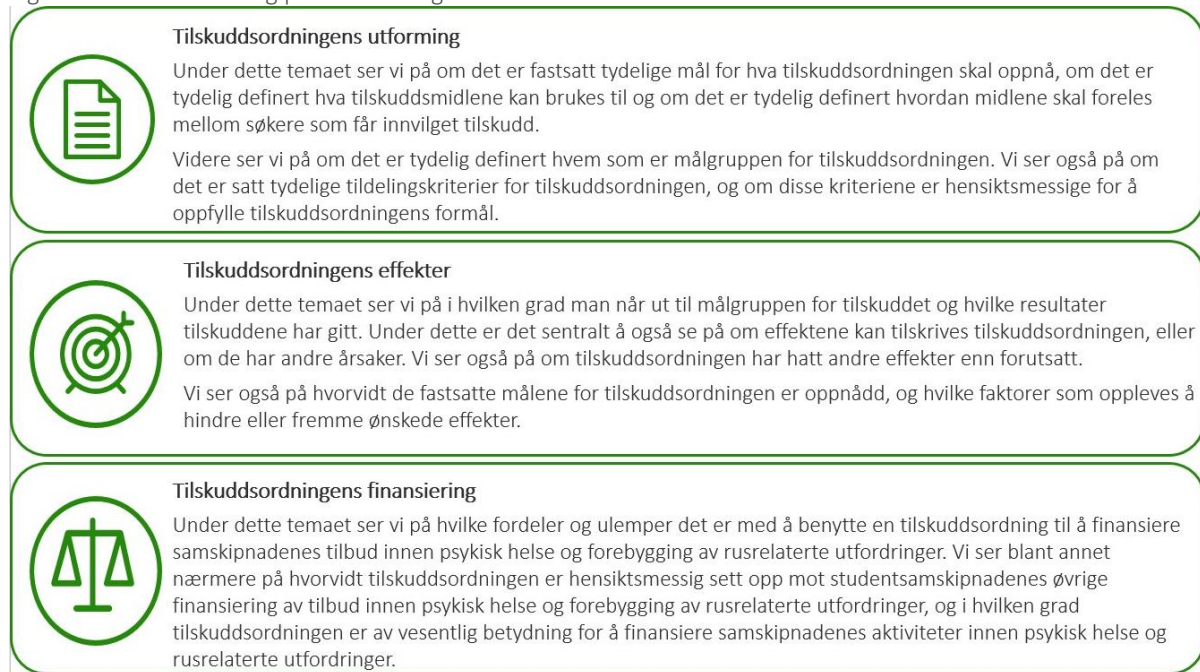 Tilskuddsordningens utforming
Under dette temaet ser vi på om det er fastsatt tydelige mål for hva tilskuddsordningen skal oppnå, om det er
tydelig definert hva tilskuddsmidlene kan brukes til og om det er tydelig definert hvordan midlene skal foreles
mellom søkere som får innvilget tilskudd.
Videre ser vi på om det er tydelig definert hvem som er målgruppen for tilskuddsordningen. Vi ser også på om
det er satt tydelige tildelingskriterier for tilskuddsordningen, og om disse kriteriene er hensiktsmessige for å
oppfylle tilskuddsordningens formål.
Tilskuddsordningens effekter
Under dette temaet ser vi på i hvilken grad man når ut til målgruppen for tilskuddet og hvilke resultater
tilskuddene har gitt. Under dette er det sentralt å også se på om effektene kan tilskrives tilskuddsordningen, eller
om de har andre årsaker. Vi ser også på om tilskuddsordningen har hatt andre effekter enn forutsatt.
Vi ser også på hvorvidt de fastsatte målene for tilskuddsordningen er oppnådd, og hvilke faktorer som oppleves å
hindre eller fremme ønskede effekter.
Tilskuddsordningens finansiering
Under dette temaet ser vi på hvilke fordeler og ulemper det er med å benytte en tilskuddsordning til å finansiere
samskipnadenes tilbud innen psykisk helse og forebygging av rusrelaterte utfordringer. Vi ser blant annet
nærmere på hvorvidt tilskuddsordningen er hensiktsmessig sett opp mot studentsamskipnadenes øvrige
finansiering av tilbud innen psykisk helse og forebygging av rusrelaterte utfordringer, og i hvilken grad
tilskuddsordningen er av vesentlig betydning for å finansiere samskipnadenes aktiviteter innen psykisk helse og
rusrelaterte utfordringer.